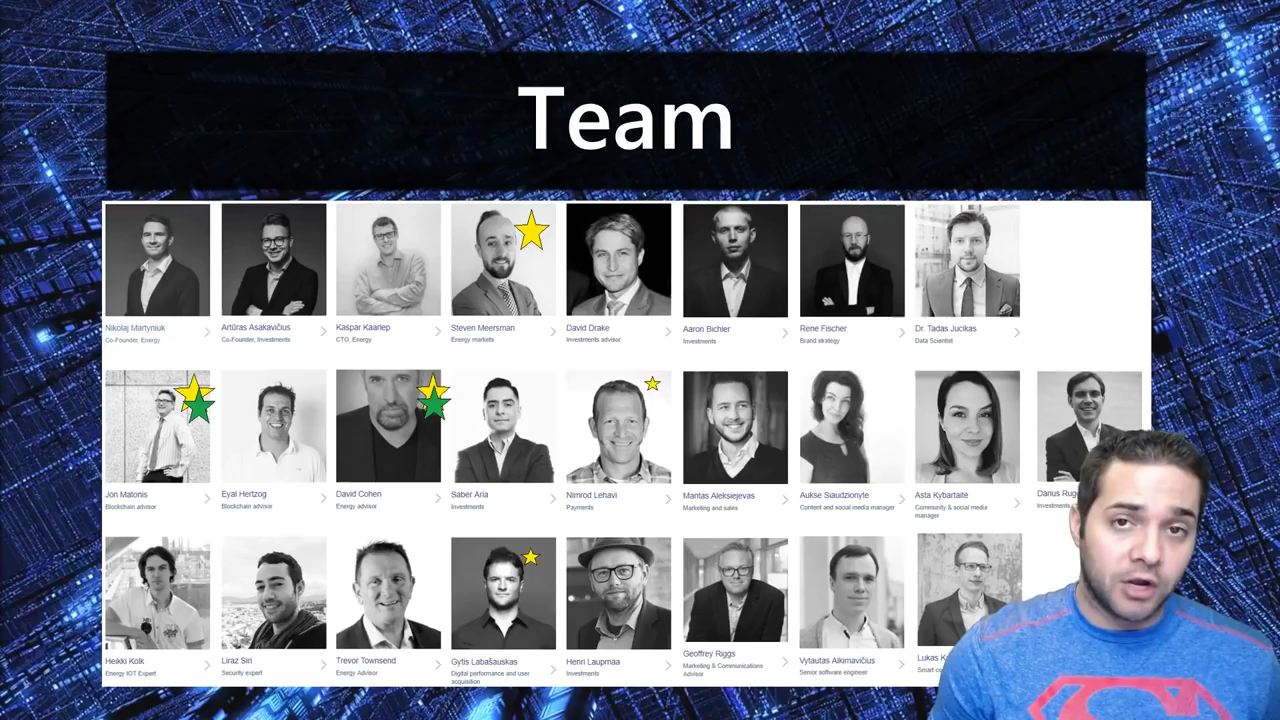 Team
Nikolaj Martyniuk
Co-Founder, Energy
Artūras Asakavičius
Co-Founder, Investments
Kaspar Kaarlep
CTO, Energy
Steven Meersman
Energy markets
David Drake
Investments advisor
Aaron Bichler
Investments
Rene Fischer
Brand strategy
Dr. Tadas Jucikas
Data Scientist
Jon Matonis
Blockchain advisor
Eyal Hertzog
Blockchain advisor
David Cohen
Energy advisor
Saber Aria
Investments
Nimrod Lehavi
Payments
Mantas Aleksiejevas
Marketing and sales
Aukse Siaudzionyte
Content and social media manager
Asta Kybartaitė
Community & social media
manager
Darius
Heikki Kolk
Energy IOT Expert
Liraz Siri
Security expert
Trevor Townsend
Energy Advisor
Gytis Labašauskas
Digital performance and user
acquisition
Henri Laupmaa
Investments
Geoffrey Riggs
Marketing & Communications
Advisor
Vytautas Alkimavičius
Senior software engineer
Lukas